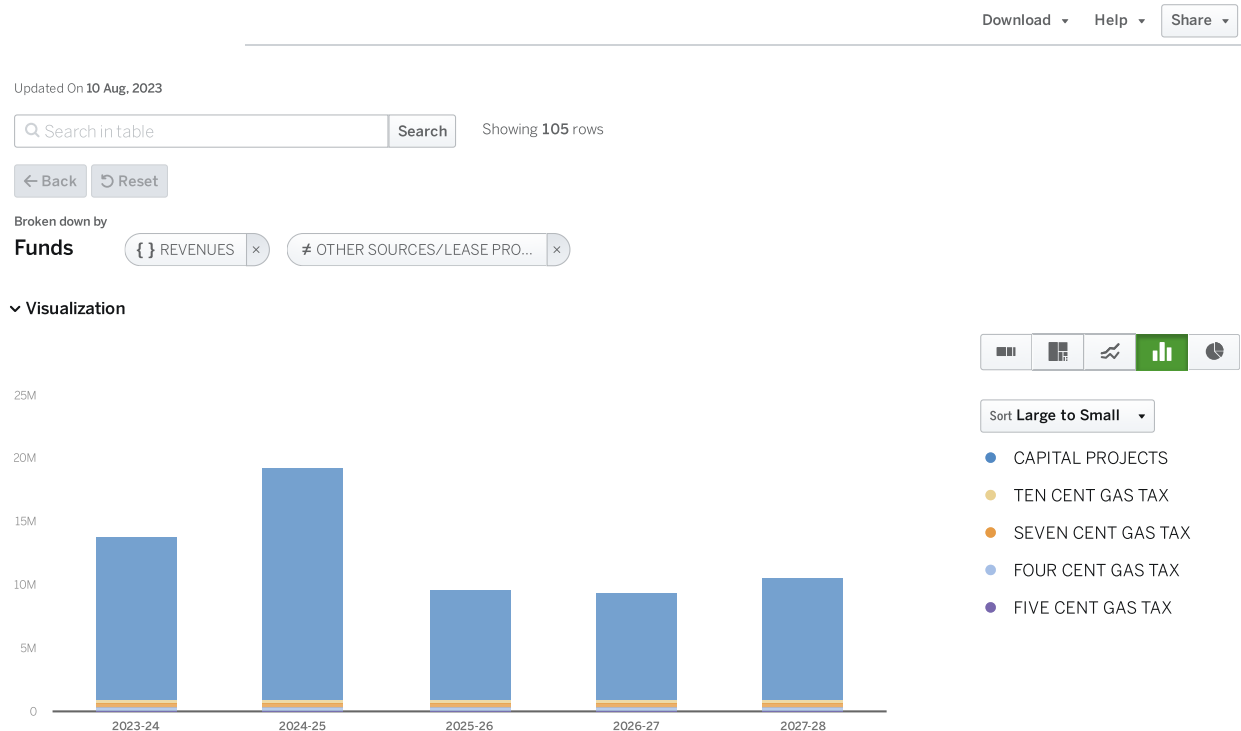 Download Help Share
Updated On 10 Aug, 2023
Search in table Search Showing 105 rows
Back Reset
Broken down by
Funds { } REVENUES × ≠ OTHER SOURCES/LEASE PRO... ×
Visualization
Sort Large to Small
CAPITAL PROJECTS
TEN CENT GAS TAX
SEVEN CENT GAS TAX
FOUR CENT GAS TAX
FIVE CENT GAS TAX
25M
20M
15M
10M
5M
0
2023-24 2024-25 2025-26 2026-27 2027-28